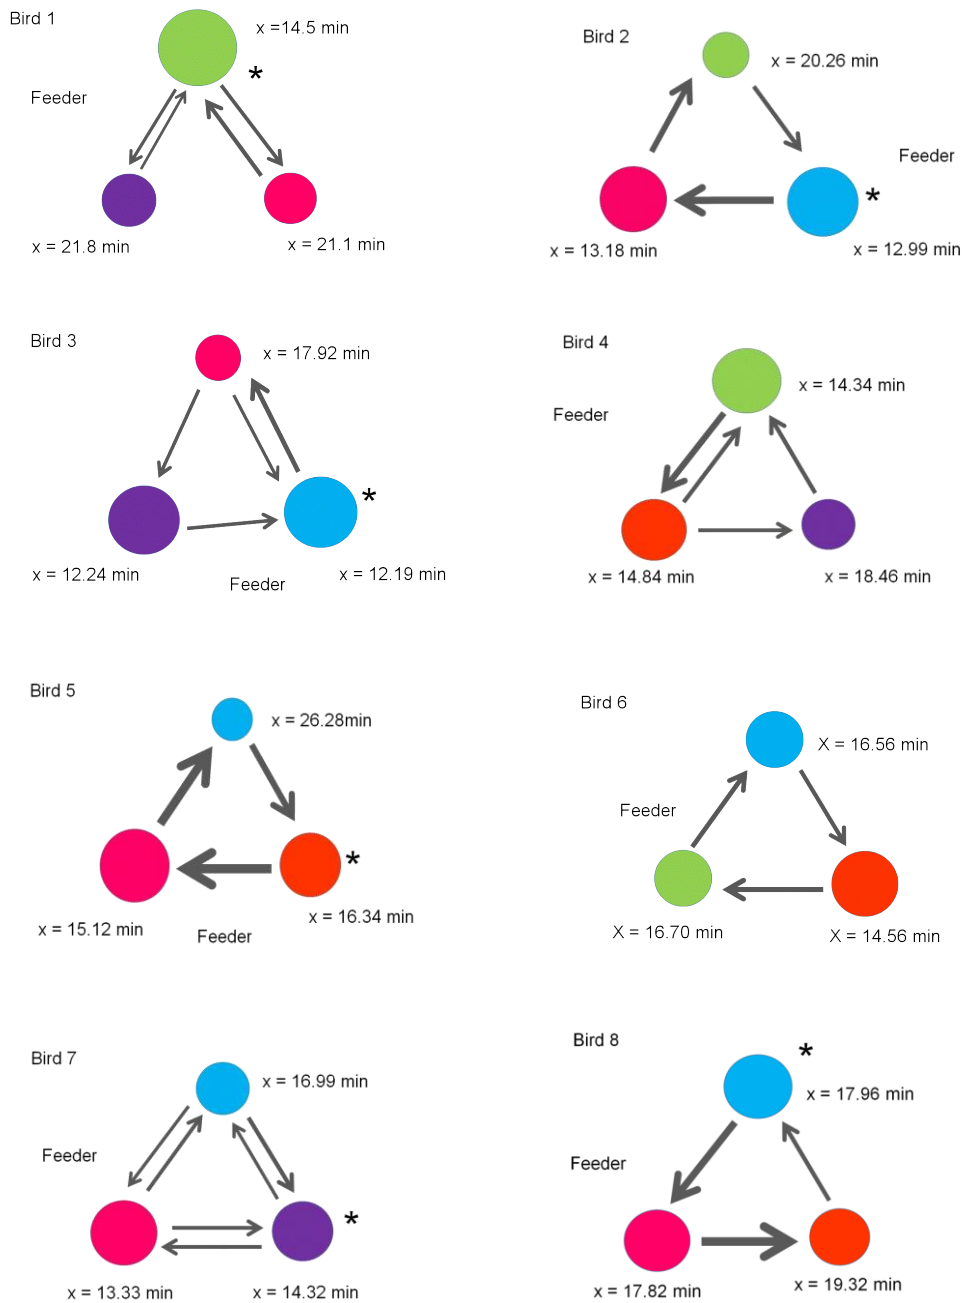 Bird 1
x =14.5 min
*
Feeder
x = 21.8 min
x = 21.1 min
Bird 2
x = 20.26 min
Feeder
*
x = 13.18 min
x = 12.99 min
Bird 3
x = 17.92 min
*
x = 12.24 min
Feeder
x = 12.19 min
Bird 4
x = 14.34 min
Feeder
x = 14.84 min
x = 18.46 min
Bird 5
x = 26.28min
*
x = 15.12 min
Feeder
x = 16.34 min
Bird 6
X = 16.56 min
Feeder
X = 16.70 min
X = 14.56 min
Bird 7
x = 16.99 min
Feeder
*
x = 13.33 min
x = 14.32 min
Bird 8
*
x = 17.96 min
Feeder
x = 17.82 min
x = 19.32 min